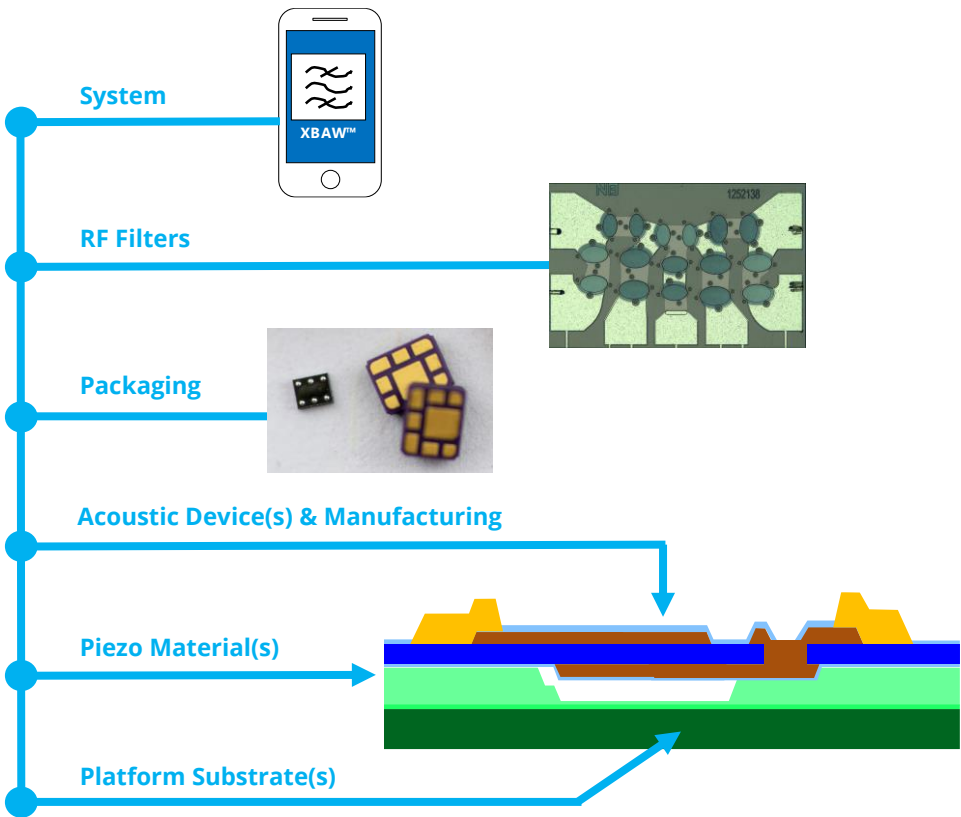 System
XBAW™
RF Filters
1252138
Packaging
Acoustic Device(s) & Manufacturing
Piezo Material(s)
Platform Substrate(s)